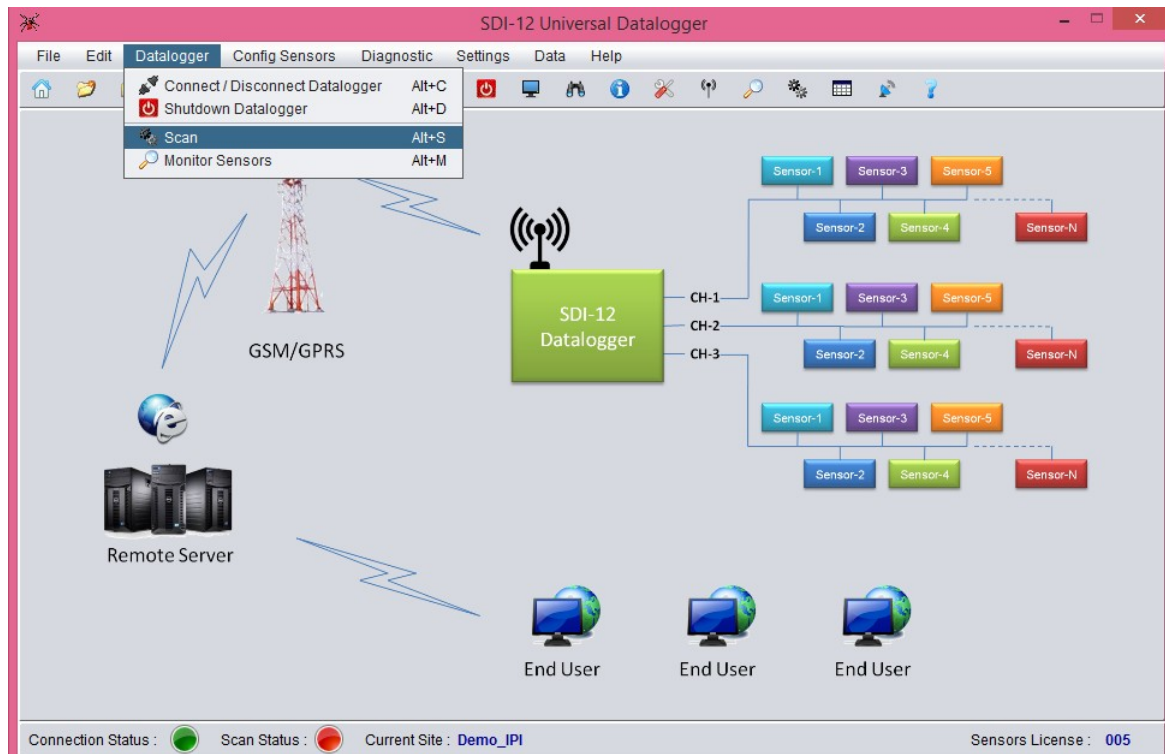 SDI-12 Universal Datalogger
File Edit Datalogger Config Sensors Diagnostic Settings Data Help
Connect / Disconnect Datalogger Alt+C
Shutdown Datalogger Alt+D
Scan Alt+S
Monitor Sensors Alt+M
Sensor-1 Sensor-3 Sensor-5
Sensor-2 Sensor-4 Sensor-N
SDI-12
Datalogger
CH-1
CH-2
CH-3
Sensor-1 Sensor-3 Sensor-5
Sensor-2 Sensor-4 Sensor-N
GSM/GPRS
Sensor-1 Sensor-3 Sensor-5
Sensor-2 Sensor-4 Sensor-N
Remote Server
End User End User End User
Connection Status : Scan Status : Current Site : Demo_IPI Sensors License : 005